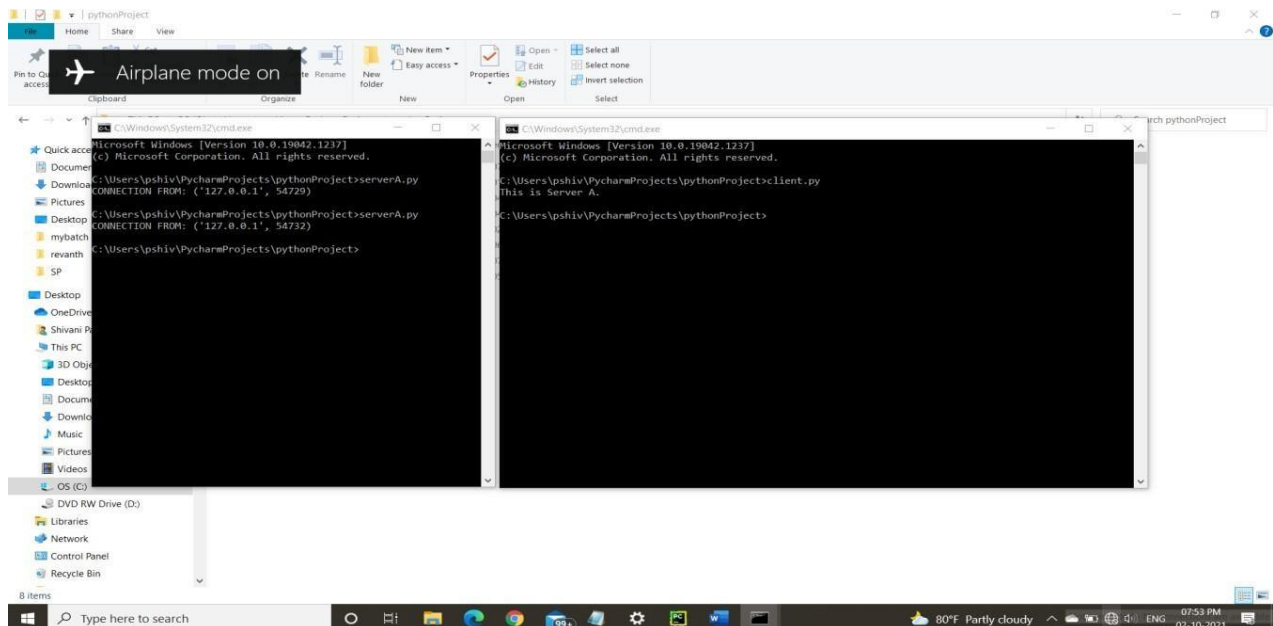 pythonProject
File Home Share View
New item
Easy access
Open
Edit
History
Select all
Select none
Invert selection
Pin to Qu
access
Rename
New
folder
Properties
Airplane mode on
Clipboard Organize New Open Select
pythonProject
C:\Windows\System32\cmd.exe
Microsoft Windows [Version 10.0.19042.1237]
(c) Microsoft Corporation. All rights reserved.
C:\Users\pshiv\PycharmProjects\pythonProject>serverA.py
CONNECTION FROM: ('127.0.0.1', 54729)
C:\Users\pshiv\PycharmProjects\pythonProject>serverA.py
CONNECTION FROM: ('127.0.0.1', 54732)
C:\Users\pshiv\PycharmProjects\pythonProject>
C:\Windows\System32\cmd.exe
Microsoft Windows [Version 10.0.19042.1237]
(c) Microsoft Corporation. All rights reserved.
C:\Users\pshiv\PycharmProjects\pythonProject>client.py
This is Server A.
C:\Users\pshiv\PycharmProjects\pythonProject>
Quick acce
Documer
Downloa
Pictures
Desktop
mybatch
revanth
SP
Desktop
OneDrive
Shivani Pa
This PC
3D Obje
Desktop
Docume
Downlo
Music
Pictures
Videos
OS (C:)
DVD RW Drive (D:)
Libraries
Network
Control Panel
Recycle Bin
8 items
Type here to search
99+
80°F Partly cloudy
ENG
07:53 PM
02-10-2021